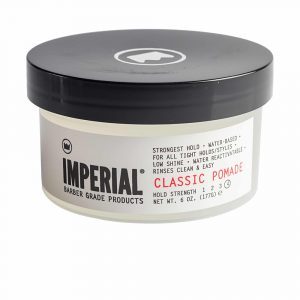 IMPERIAL®
BARBER GRADE PRODUCTS
STRONGEST HOLD • WATER-BASED •
FOR ALL TIGHT HOLDS/STYLES •
LOW SHINE • WATER REACTIVATABLE •
RINSES CLEAN & EASY
CLASSIC POMADE
HOLD STRENGTH 1 2 3 4
NET WT. 6 OZ. (177G)